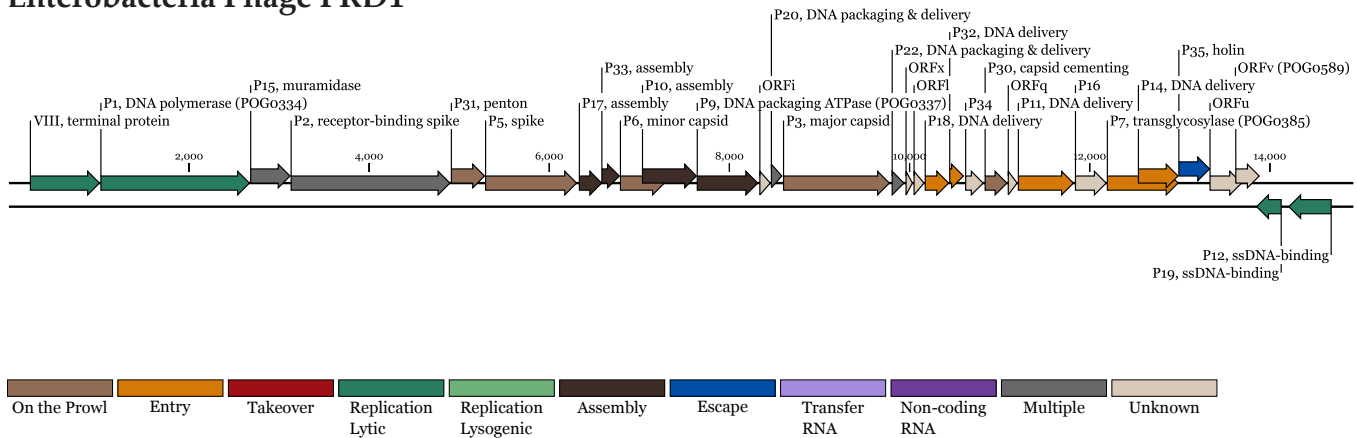 Enterobacteria Phage PRD1
P20, DNA packaging & delivery
P32, DNA delivery
P22, DNA packaging & delivery
P35, holin
P33, assembly
ORFx
P30, capsid cementing
ORFv (POG0589)
P15, muramidase
P10, assembly
ORFi
ORFl
ORFq
P16
P14, DNA delivery
P1, DNA polymerase (POG0334)
P31, penton
P17, assembly
P9, DNA packaging ATPase (POG0337)
P34
P11, DNA delivery
ORFu
VIII, terminal protein
P2, receptor-binding spike
P5, spike
P6, minor capsid
P3, major capsid
P18, DNA delivery
P7, transglycosylase (POG0385)
2,000
4,000
6,000
8,000
10,000
12,000
14,000
P12, ssDNA-binding
P19, ssDNA-binding
On the Prowl
Entry
Takeover
Replication
Lytic
Replication
Lysogenic
Assembly
Escape
Transfer
RNA
Non-coding
RNA
Multiple
Unknown